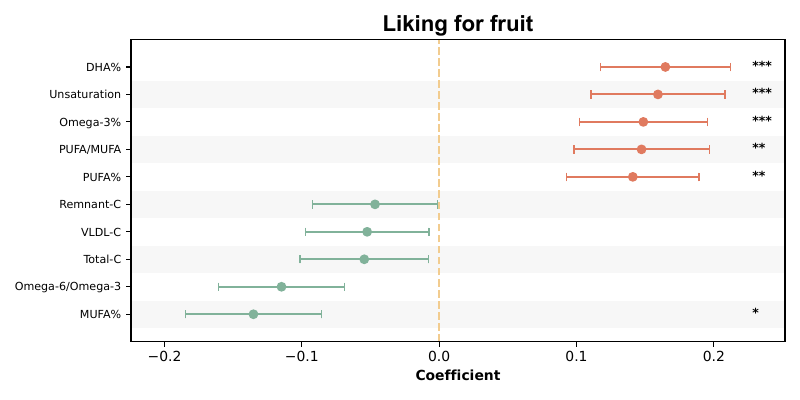 Liking for fruit
DHA% ***
Unsaturation ***
Omega-3% ***
PUFA/MUFA **
PUFA% **
Remnant-C
VLDL-C
Total-C
Omega-6/Omega-3
MUFA% *
−0.2 −0.1 0.0 0.1 0.2
Coefficient